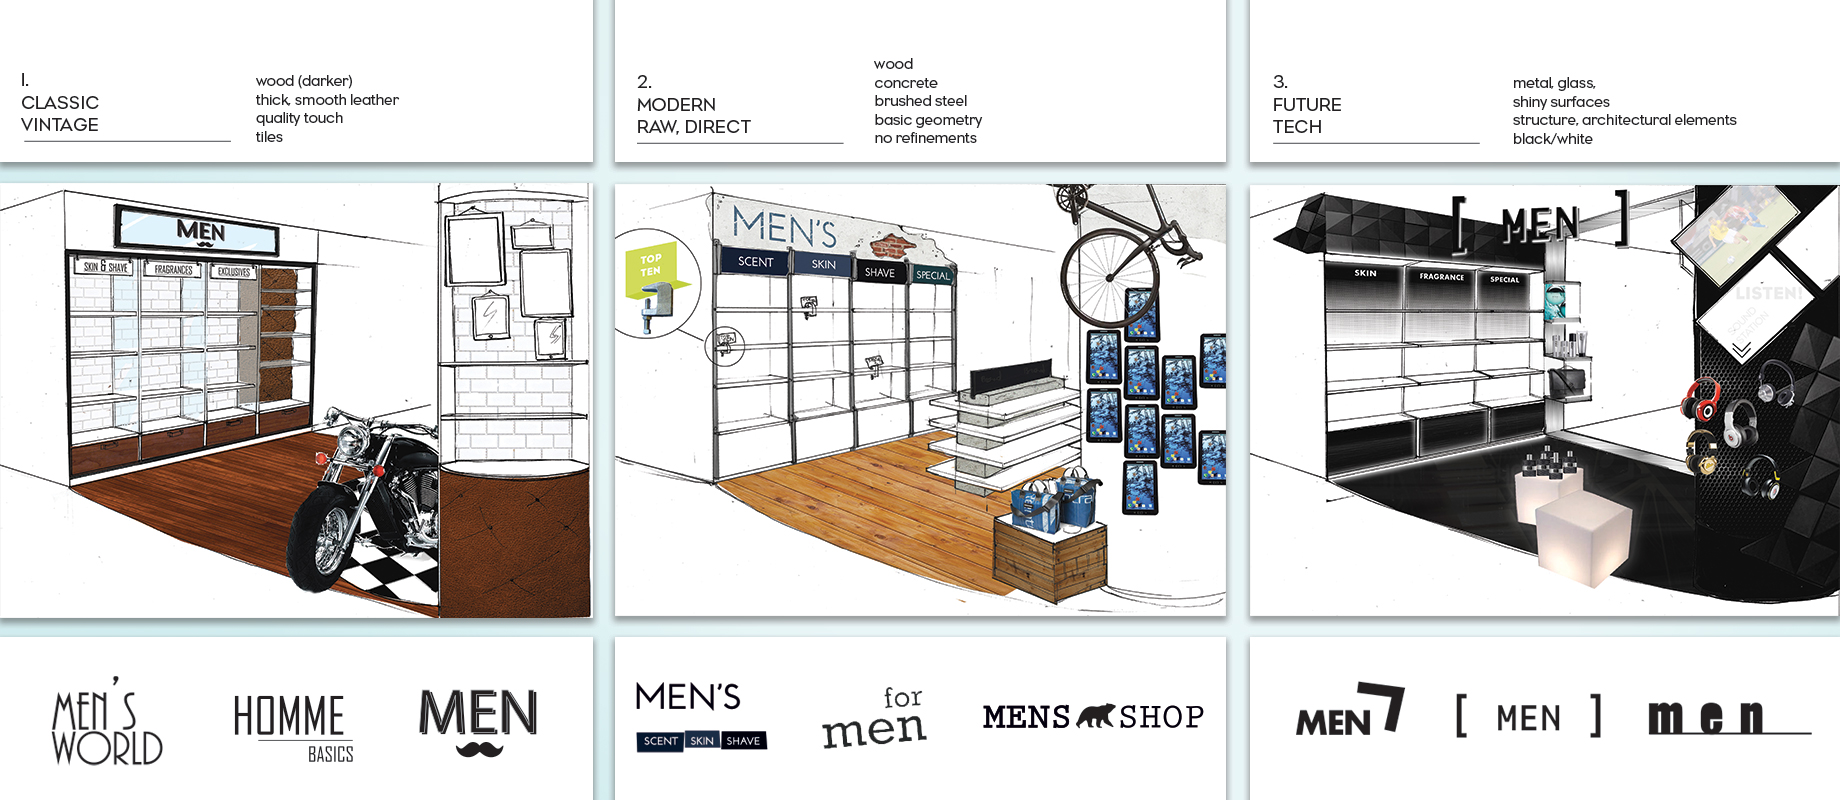 1.
CLASSIC
VINTAGE
wood (darker)
thick, smooth leather
quality touch
tiles
2.
MODERN
RAW, DIRECT
wood
concrete
brushed steel
basic geometry
no refinements
3.
FUTURE
TECH
metal, glass,
shiny surfaces
structure, architectural elements
black/white
MEN
SKIN & SHAVE
FRAGRANCES
EXCLUSIVES
TOP
TEN
MEN'S
SCENT
SKIN
SHAVE
SPECIAL
[ MEN ]
SKIN
FRAGRANCE
SPECIAL
LISTEN!
MEN'S
WORLD
HOMME
BASICS
MEN
MEN'S
SCENT SKIN SHAVE
for
men
MENS SHOP
MEN
[ MEN ]
men